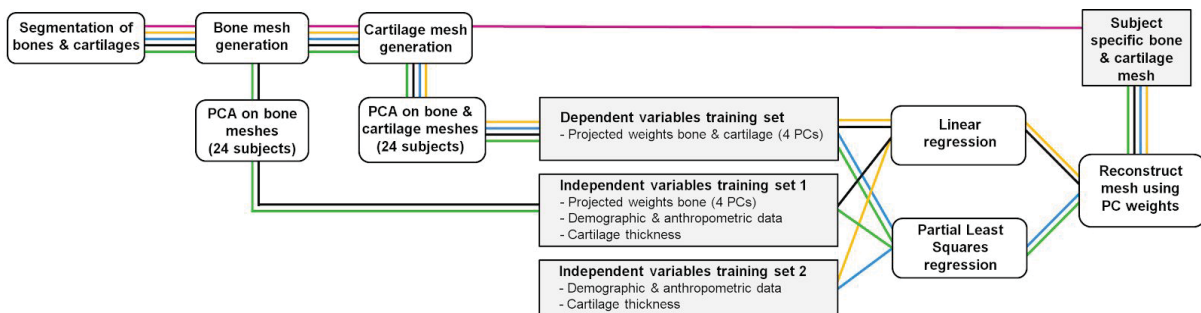 Segmentation of
bones & cartilages
Bone mesh
generation
Cartilage mesh
generation
Subject
specific bone
& cartilage
mesh
PCA on bone
meshes
(24 subjects)
PCA on bone &
cartilage meshes
(24 subjects)
Dependent variables training set
- Projected weights bone & cartilage (4 PCs)
Linear
regression
Independent variables training set 1
- Projected weights bone (4 PCs)
- Demographic & anthropometric data
- Cartilage thickness
Reconstruct
mesh using
PC weights
Partial Least
Squares
regression
Independent variables training set 2
- Demographic & anthropometric data
- Cartilage thickness